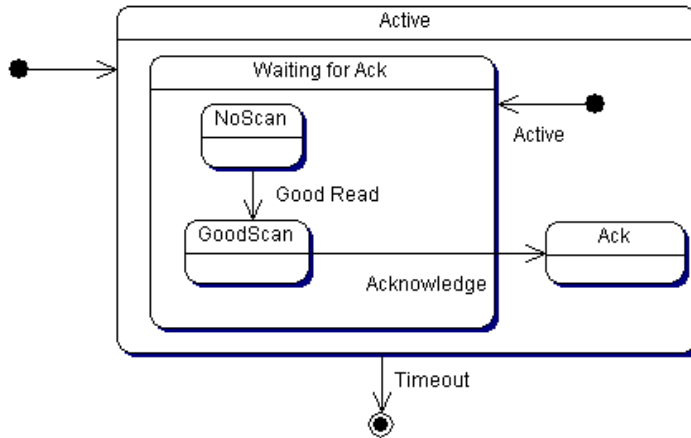 Active
Waiting for Ack
NoScan
Active
Good Read
GoodScan
Ack
Acknowledge
Timeout